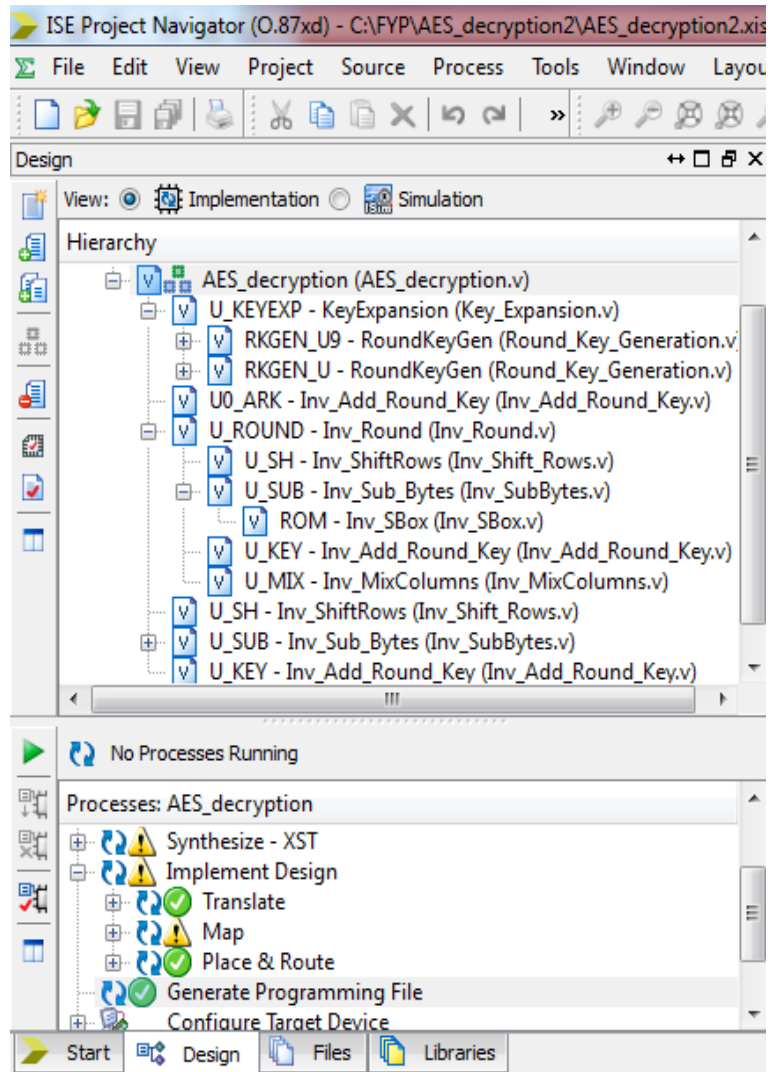 ISE Project Navigator (O.87xd) - C:\FYP\AES_decryption2\AES_decryption2.xis
File Edit View Project Source Process Tools Window Layou
Design
View: Implementation Simulation
Hierarchy
AES_decryption (AES_decryption.v)
U_KEYEXP - KeyExpansion (Key_Expansion.v)
RKGEN_U9 - RoundKeyGen (Round_Key_Generation.v)
RKGEN_U - RoundKeyGen (Round_Key_Generation.v)
U0_ARK - Inv_Add_Round_Key (Inv_Add_Round_Key.v)
U_ROUND - Inv_Round (Inv_Round.v)
U_SH - Inv_ShiftRows (Inv_Shift_Rows.v)
U_SUB - Inv_Sub_Bytes (Inv_SubBytes.v)
ROM - Inv_SBox (Inv_SBox.v)
U_KEY - Inv_Add_Round_Key (Inv_Add_Round_Key.v)
U_MIX - Inv_MixColumns (Inv_MixColumns.v)
U_SH - Inv_ShiftRows (Inv_Shift_Rows.v)
U_SUB - Inv_Sub_Bytes (Inv_SubBytes.v)
U_KEY - Inv_Add_Round_Key (Inv_Add_Round_Key.v)
No Processes Running
Processes: AES_decryption
Synthesize - XST
Implement Design
Translate
Map
Place & Route
Generate Programming File
Configure Target Device
Start Design Files Libraries